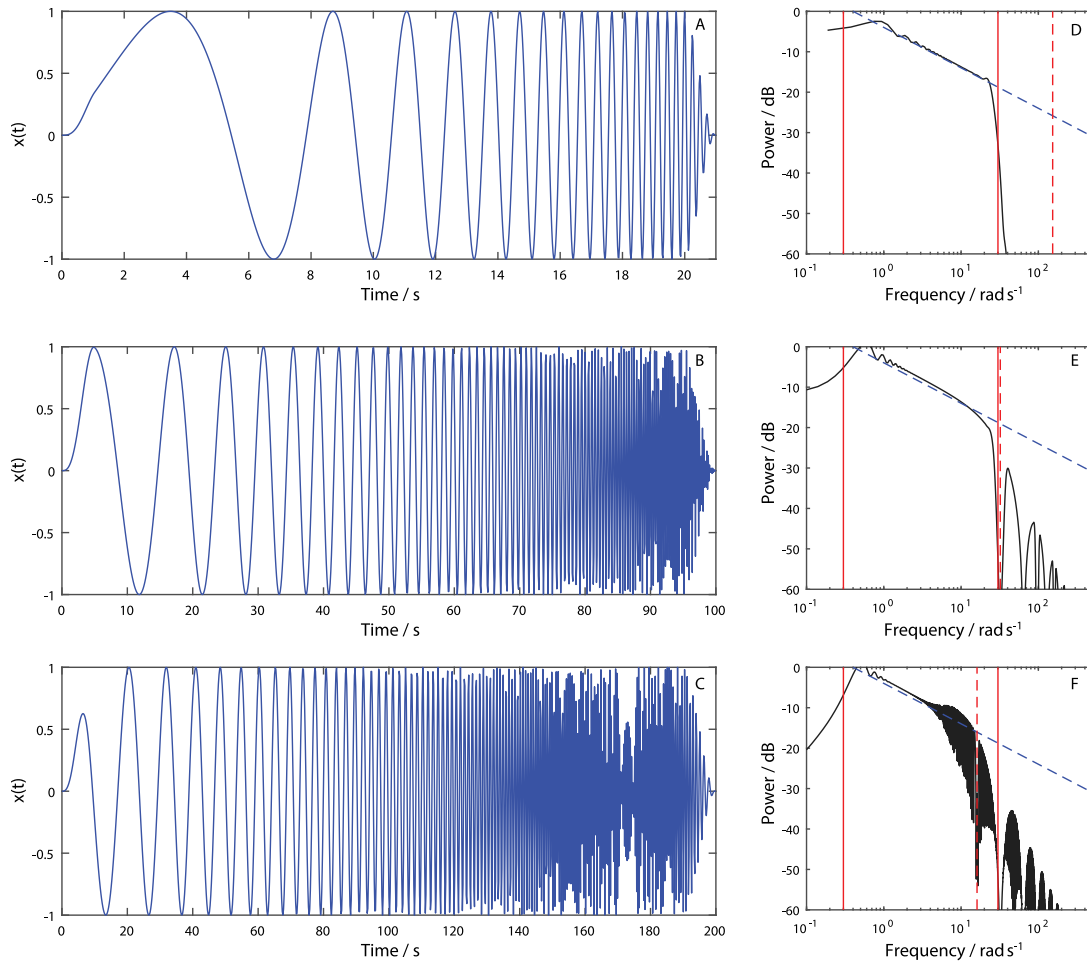 A
1
0.5
0
-0.5
-1
x(t)
0 2 4 6 8 10 12 14 16 18 20
Time / s
D
0
-10
-20
-30
-40
-50
-60
Power / dB
10-1 100 101 102
Frequency / rad s-1
B
1
0.5
0
-0.5
-1
x(t)
0 10 20 30 40 50 60 70 80 90 100
Time / s
E
0
-10
-20
-30
-40
-50
-60
Power / dB
10-1 100 101 102
Frequency / rad s-1
C
1
0.5
0
-0.5
-1
x(t)
0 20 40 60 80 100 120 140 160 180 200
Time / s
F
0
-10
-20
-30
-40
-50
-60
Power / dB
10-1 100 101 102
Frequency / rad s-1